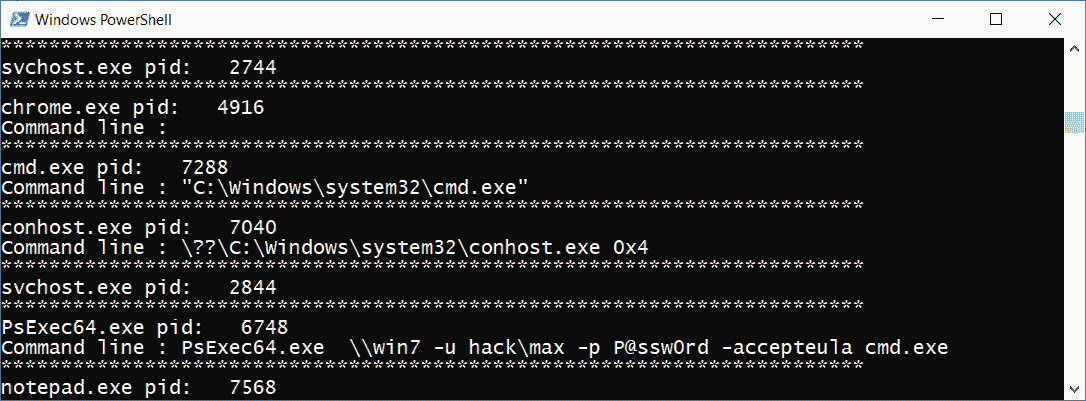 Windows PowerShell
************************************************************************
svchost.exe pid:   2744
************************************************************************
chrome.exe pid:   4916
Command line :
************************************************************************
cmd.exe pid:   7288
Command line : "C:\Windows\system32\cmd.exe"
************************************************************************
conhost.exe pid:   7040
Command line : \??\C:\Windows\system32\conhost.exe 0x4
************************************************************************
svchost.exe pid:   2844
************************************************************************
PsExec64.exe pid:   6748
Command line : PsExec64.exe  \\win7 -u hack\max -p P@ssw0rd -accepteula cmd.exe
************************************************************************
notepad.exe pid:   7568